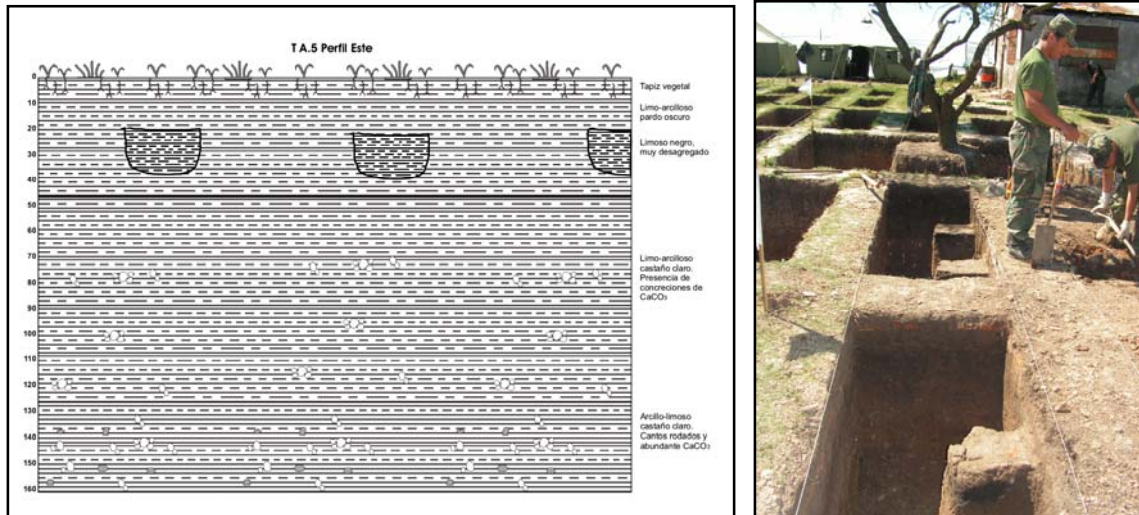 T A.5 Perfil Este
0
10
20
30
40
50
60
70
80
90
100
110
120
130
140
150
160
Tapiz vegetal
Limo-arcilloso
pardo oscuro
Limoso negro,
muy desagregado
Limo-arcilloso
castaño claro.
Presencia de
concreciones de
CaCO₃
Arcillo-limoso
castaño claro.
Cantos rodados y
abundante CaCO₃